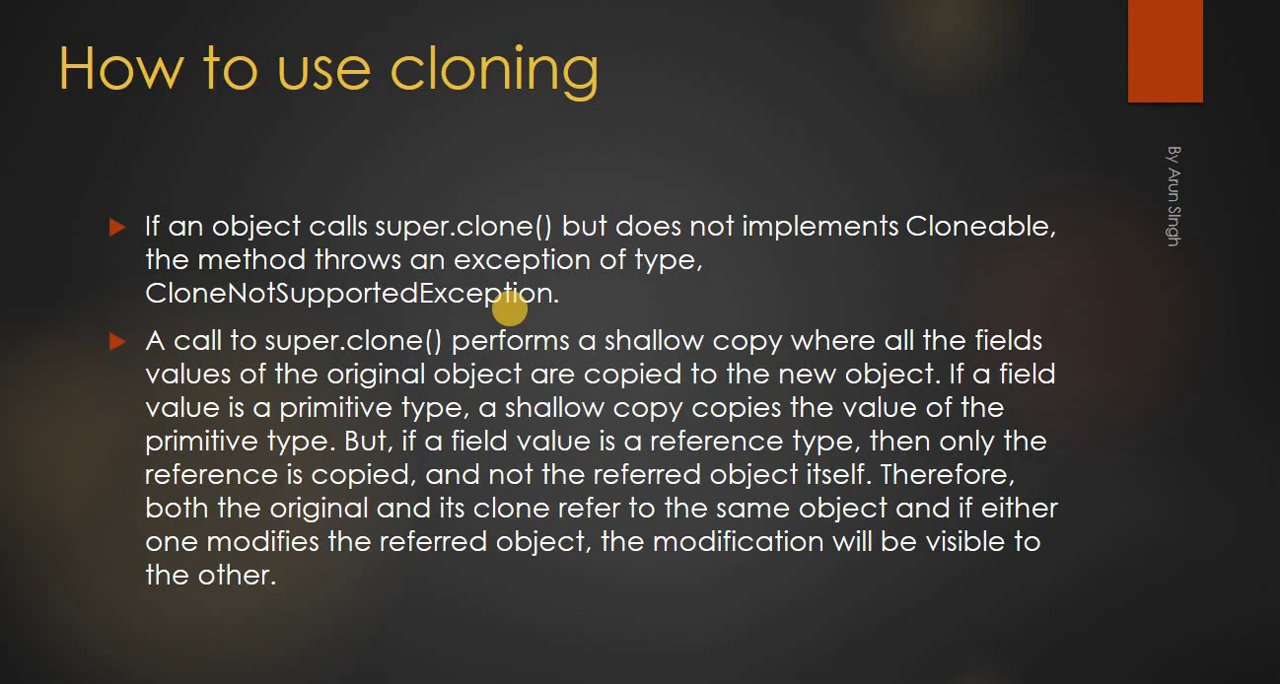 How to use cloning
By Arun SIngh
If an object calls super.clone() but does not implements Cloneable,
the method throws an exception of type,
CloneNotSupportedException.
A call to super.clone() performs a shallow copy where all the fields
values of the original object are copied to the new object. If a field
value is a primitive type, a shallow copy copies the value of the
primitive type. But, if a field value is a reference type, then only the
reference is copied, and not the referred object itself. Therefore,
both the original and its clone refer to the same object and if either
one modifies the referred object, the modification will be visible to
the other.